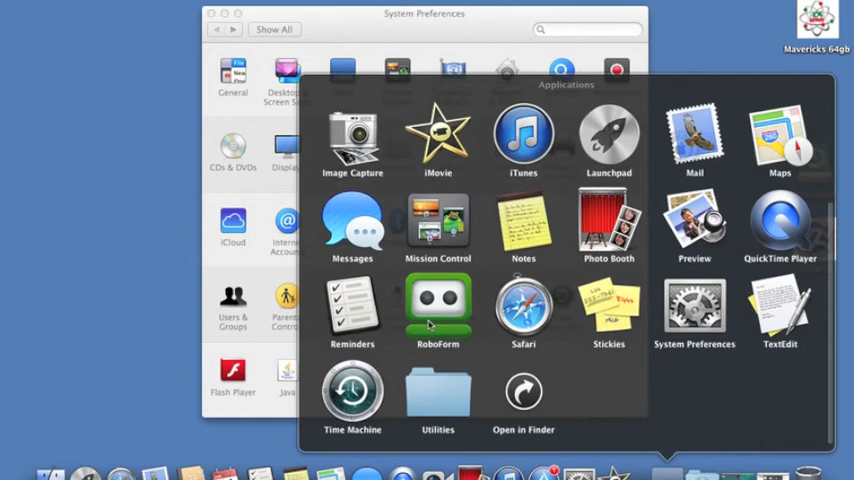 System Preferences
Show All
Mavericks 64gb
General
Desktop
Screen Sa
Applications
Image Capture
iMovie
iTunes
Launchpad
Mail
Maps
CDs & DVDs
Display
Messages
Mission Control
Notes
Photo Booth
Preview
QuickTime Player
iCloud
Intern
Accoun
Reminders
RoboForm
Safari
Stickies
System Preferences
TextEdit
Users &
Groups
Parent
Contro
Flash Player
Java
Time Machine
Utilities
Open in Finder